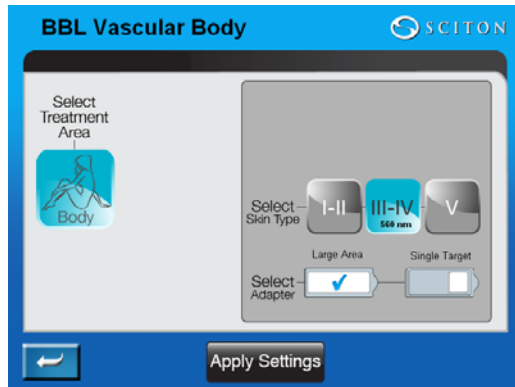 BBL Vascular Body
SCITON
Select
Treatment
Area
Body
Select
Skin Type
I-II
III-IV
560 nm
V
Large Area
Single Target
Select
Adapter
Apply Settings